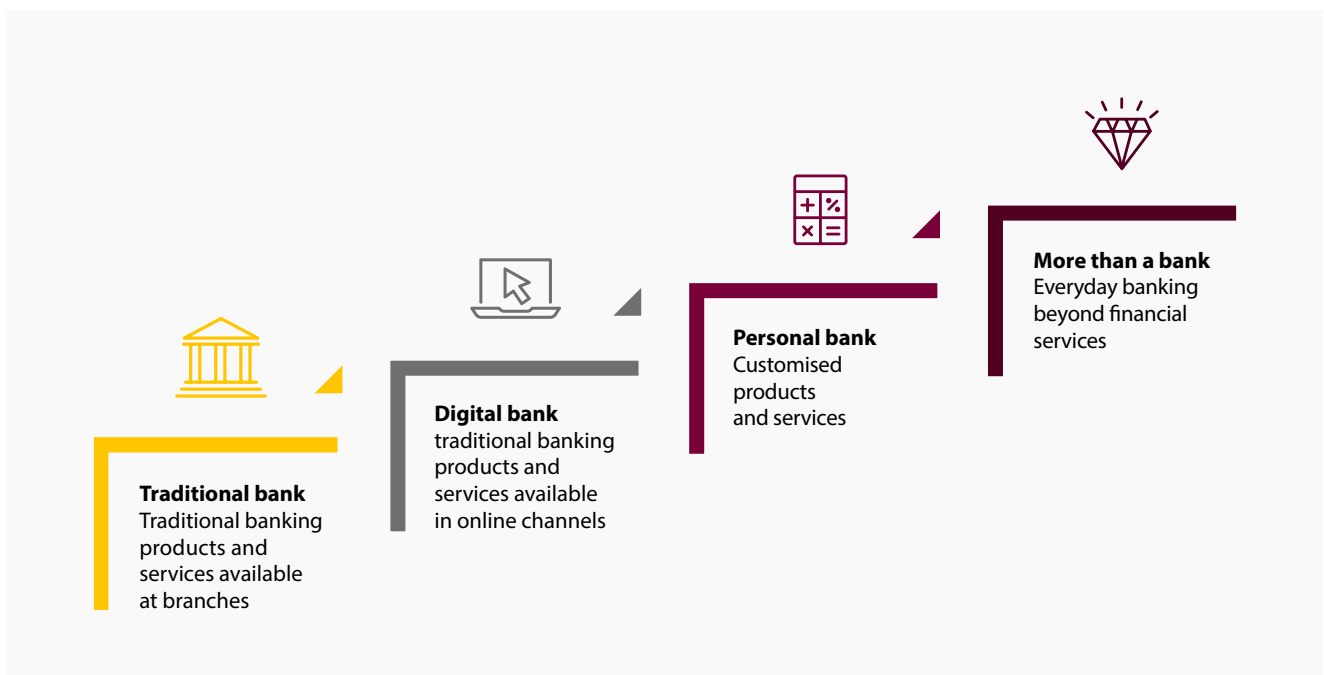 Traditional bank
Traditional banking
products and
services available
at branches
Digital bank
traditional banking
products and
services available
in online channels
Personal bank
Customised
products
and services
More than a bank
Everyday banking
beyond financial
services